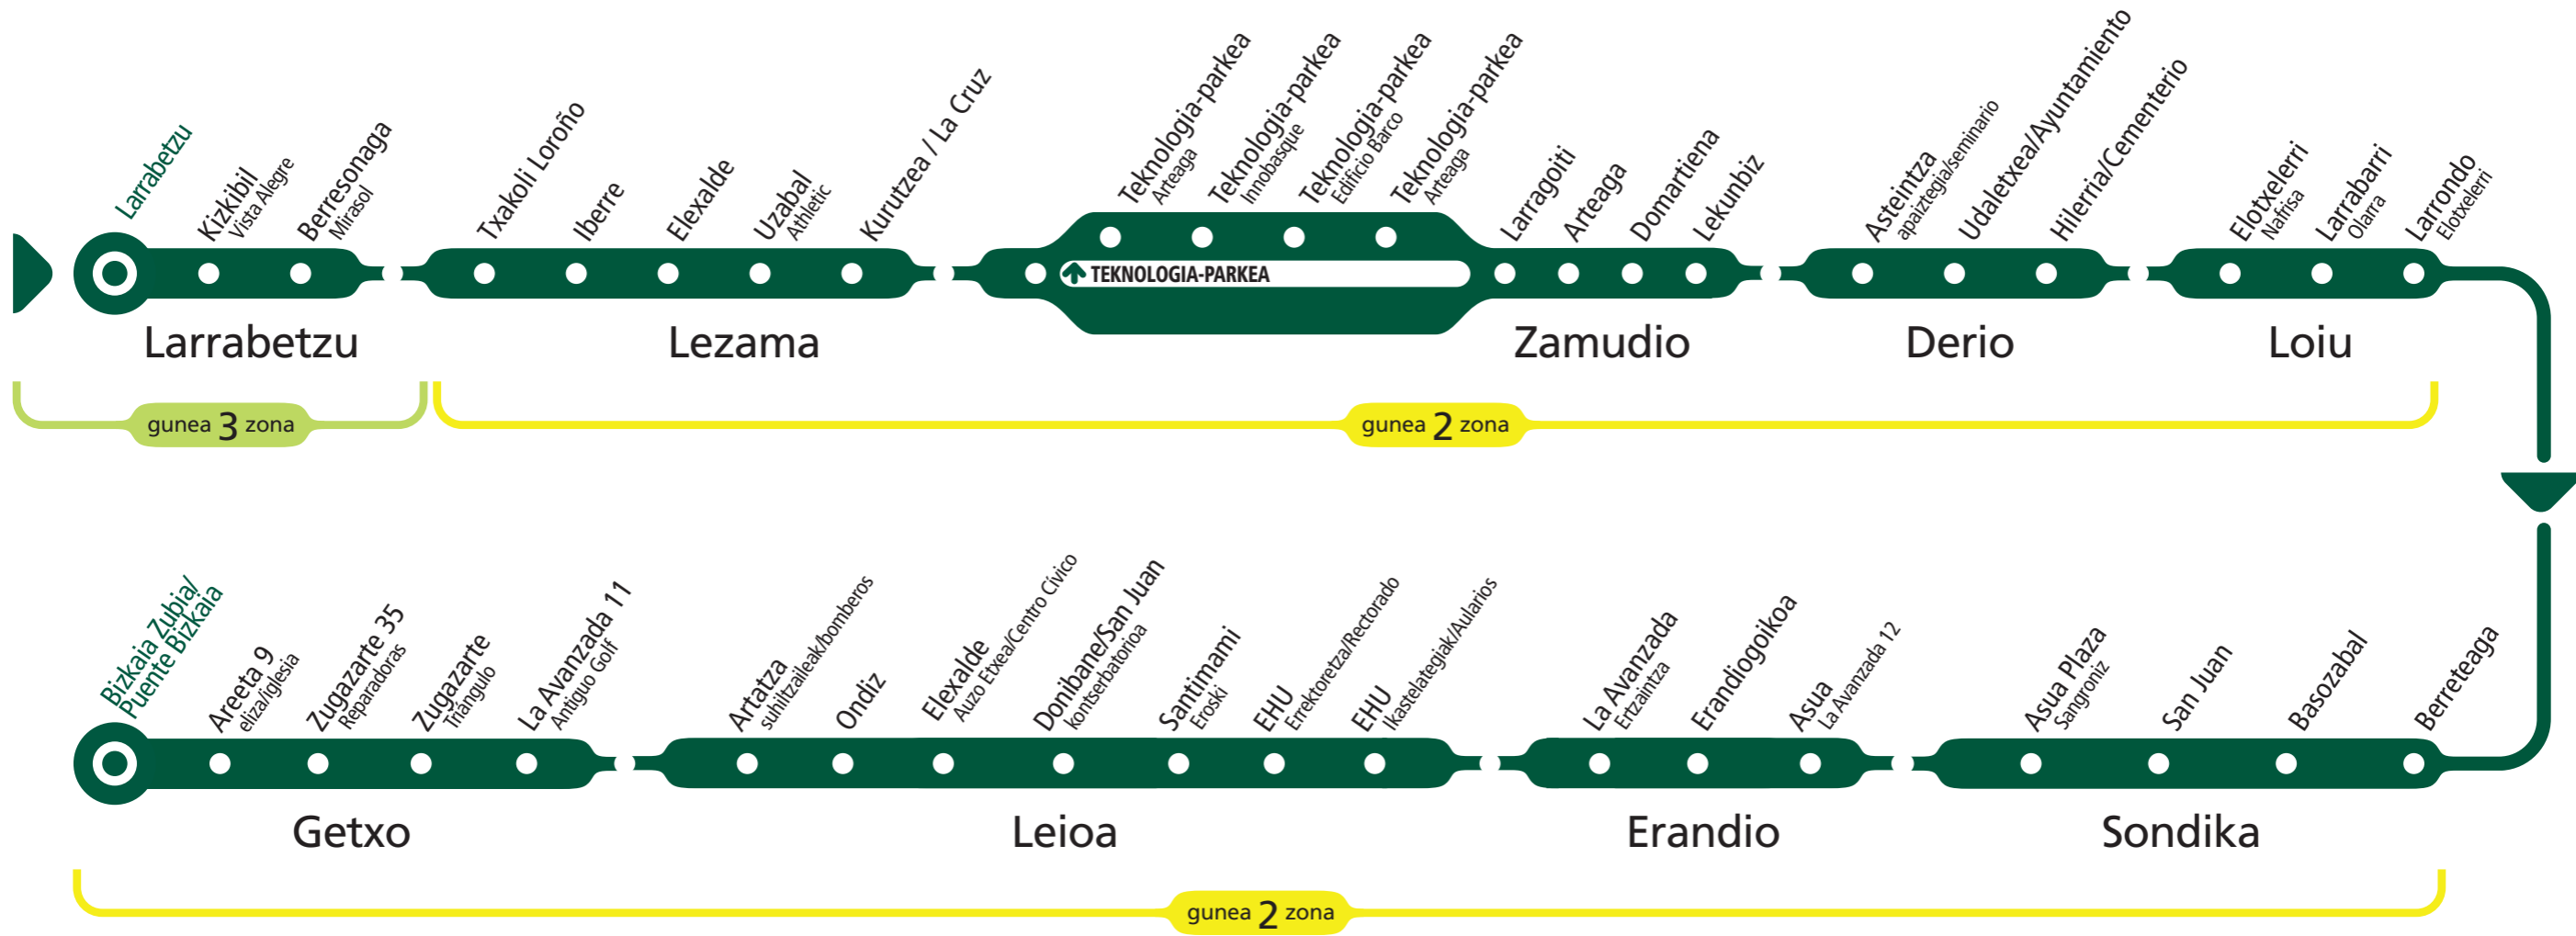 Larrabetzu
Kizkibil
Vista Alegre
Berresonaga
Mirasol
Txakoli Loroño
Iberre
Elexalde
Uzabal
Athletic
Kurutzea / La Cruz
Teknologia-parkea
Arteaga
Teknologia-parkea
Innobasque
Teknologia-parkea
Edificio Barco
Teknologia-parkea
Arteaga
Larragoiti
Arteaga
Domartiena
Lekunbiz
Asteintza
apaiztegia/seminario
Udaletxea/Ayuntamiento
Hilerria/Cementerio
Elotxelerri
Nafrisa
Larrabarri
Olarra
Larrondo
Elotxelerri
TEKNOLOGIA-PARKEA
Larrabetzu
Lezama
Zamudio
Derio
Loiu
gunea 3 zona
gunea 2 zona
Bizkaia Zubia/
Puente Bizkaia
Areeta 9
eliza/iglesia
Zugazarte 35
Reparadoras
Zugazarte
Triángulo
La Avanzada 11
Antiguo Golf
Artatza
suhiltzaileak/bomberos
Ondiz
Elexalde
Auzo Etxea/Centro Cívico
Donibane/San Juan
kontserbatorioa
Santimami
Eroski
EHU
Errektoretza/Rectorado
EHU
Ikastelategiak/Aularios
La Avanzada
Ertzaintza
Erandiogoikoa
Asua
La Avanzada 12
Asua Plaza
Sangroniz
San Juan
Basozabal
Berreteaga
Getxo
Leioa
Erandio
Sondika
gunea 2 zona